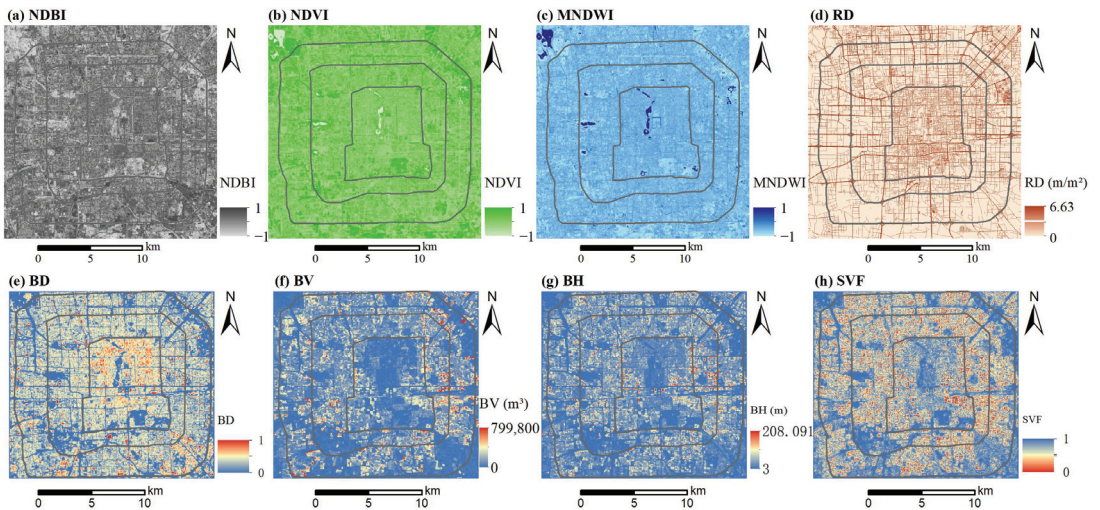 (a) NDBI
(b) NDVI
(c) MNDWI
(d) RD
N
N
N
N
NDBI
1
−1
NDVI
1
−1
MNDWI
1
−1
RD (m/m²)
6.63
0
km
0 5 10
km
0 5 10
km
0 5 10
km
0 5 10
(e) BD
(f) BV
(g) BH
(h) SVF
N
N
N
N
BD
1
0
BV (m³)
799,800
0
BH (m)
208.091
3
SVF
1
0
km
0 5 10
km
0 5 10
km
0 5 10
km
0 5 10